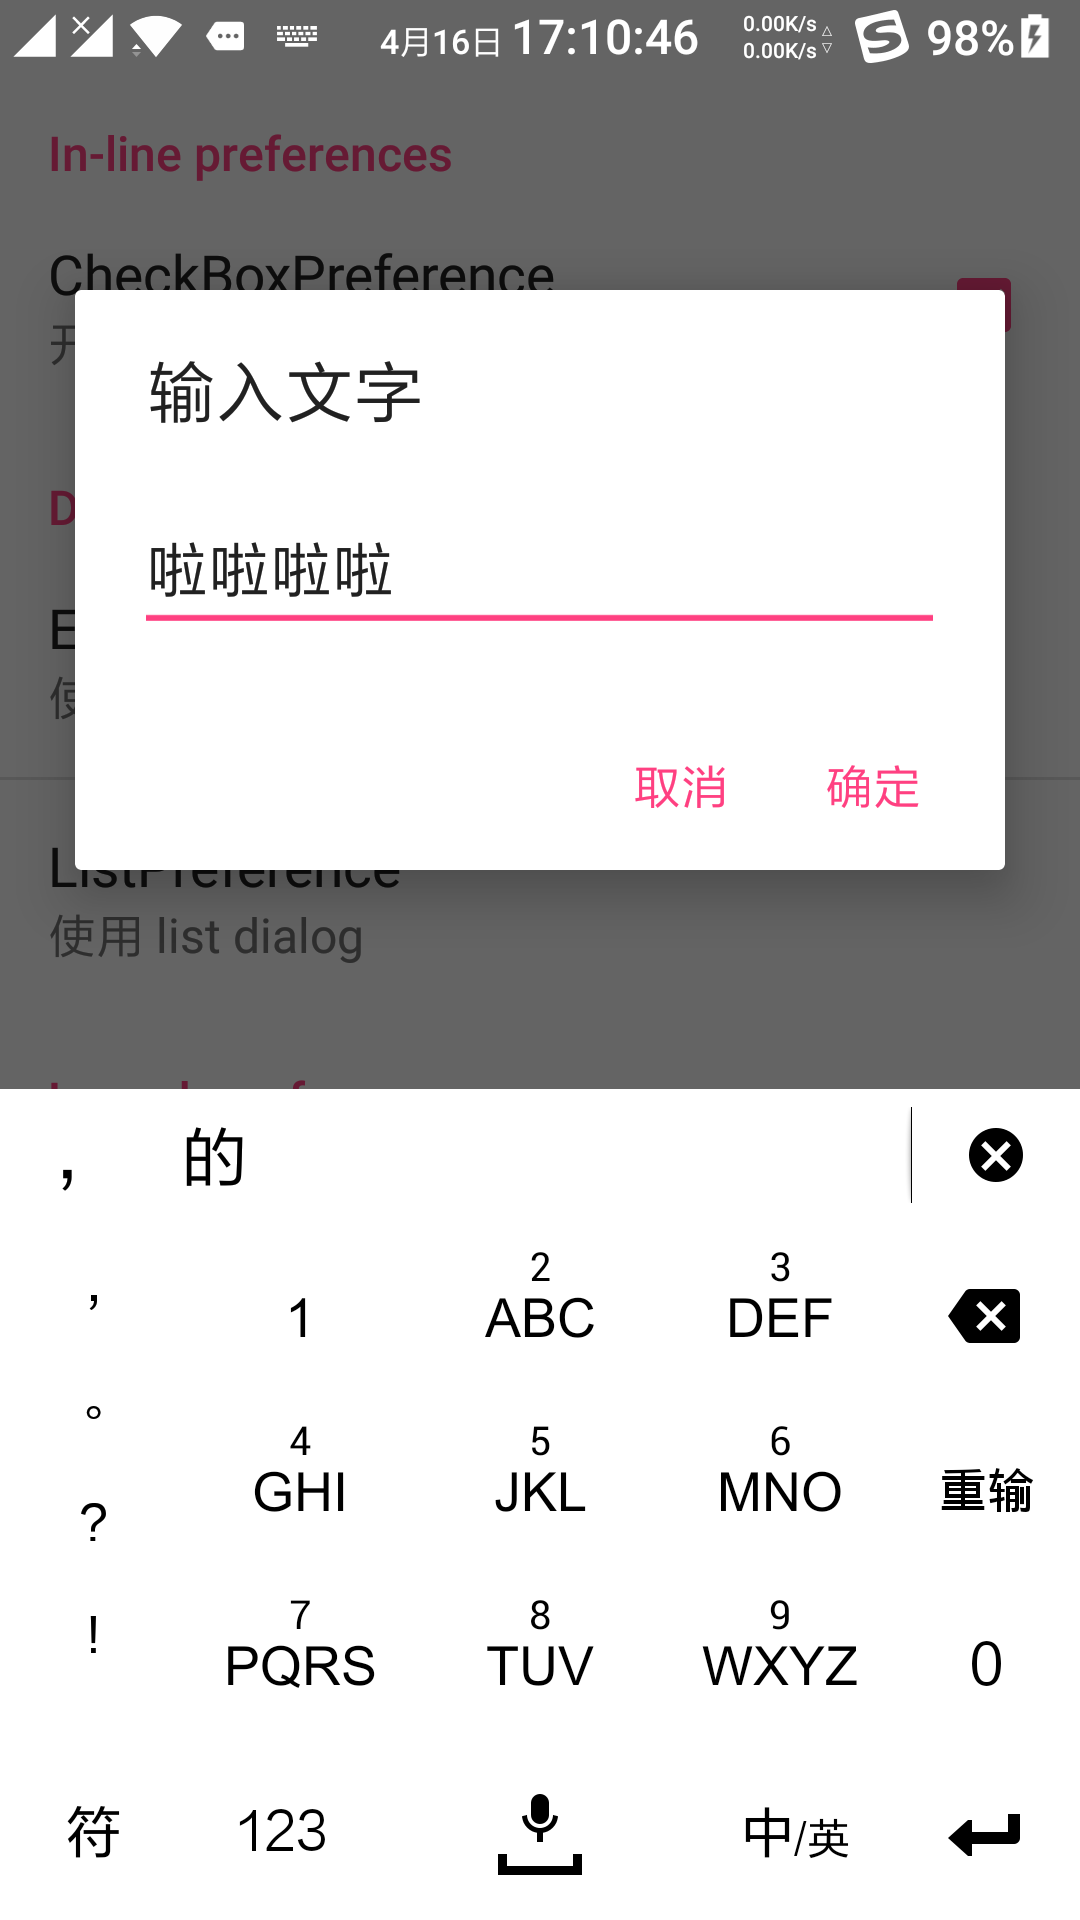 4月16日 17:10:46 0.00K/s 0.00K/s 98%
In-line preferences
CheckBoxPreference
输入文字
啦啦啦啦
取消 确定
ListPreference
使用 list dialog
， 的
， 1 2 ABC 3 DEF
。 4 GHI 5 JKL 6 MNO 重输
?
! 7 PQRS 8 TUV 9 WXYZ 0
符 123 中/英